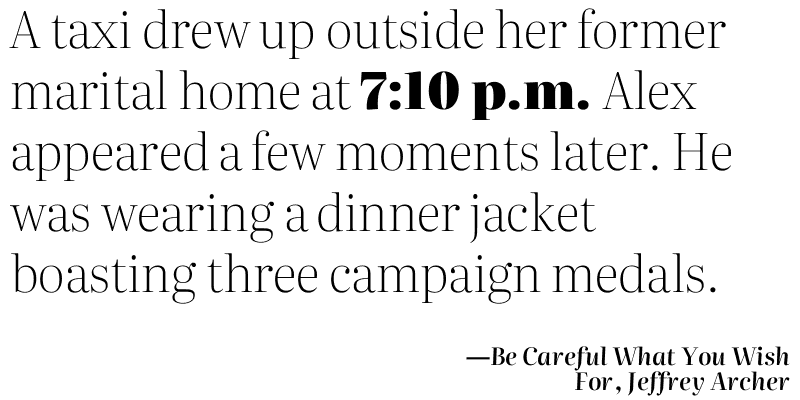 A taxi drew up outside her former
marital home at 7:10 p.m. Alex
appeared a few moments later. He
was wearing a dinner jacket
boasting three campaign medals.
—Be Careful What You Wish
For, Jeffrey Archer